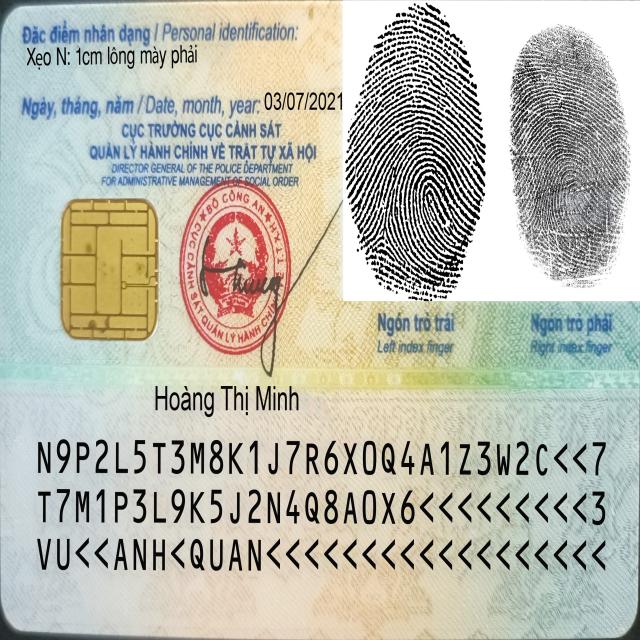 Đặc điểm nhân dạng / Personal identification:
Xẹo N: 1cm lông mày phải
Ngày, tháng, năm / Date, month, year: 03/07/2021
CỤC TRƯỞNG CỤC CẢNH SÁT
QUẢN LÝ HÀNH CHÍNH VỀ TRẬT TỰ XÃ HỘI
DIRECTOR GENERAL OF THE POLICE DEPARTMENT
FOR ADMINISTRATIVE MANAGEMENT OF SOCIAL ORDER
BỘ CÔNG AN
CỤC CẢNH SÁT QUẢN LÝ HÀNH CHÍNH
Ngón trỏ trái
Left index finger
Ngón trỏ phải
Right index finger
Hoàng Thị Minh
N9P2L5T3M8K1J7R6X0Q4A1Z3W2C<<7
T7M1P3L9K5J2N4Q8A0X6<<<<<<<<<3
VU<<ANH<QUAN<<<<<<<<<<<<<<<<<<